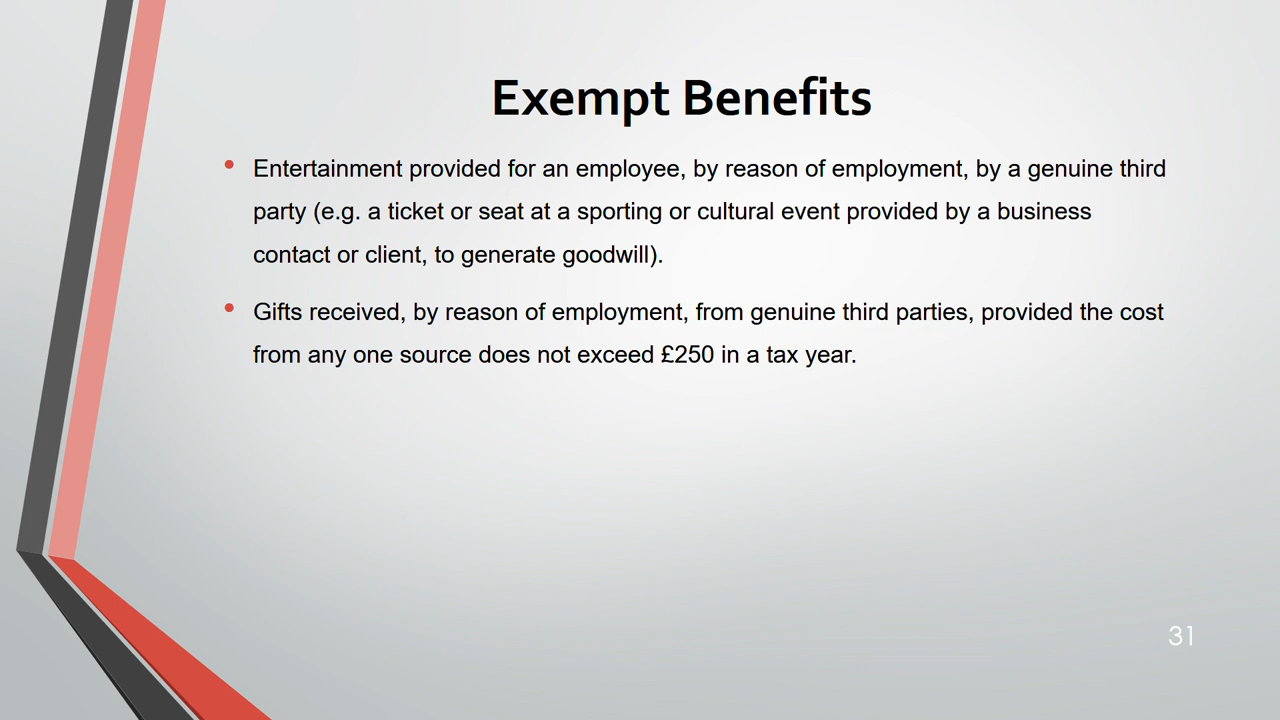 Exempt Benefits
• Entertainment provided for an employee, by reason of employment, by a genuine third
party (e.g. a ticket or seat at a sporting or cultural event provided by a business
contact or client, to generate goodwill).
• Gifts received, by reason of employment, from genuine third parties, provided the cost
from any one source does not exceed £250 in a tax year.
31